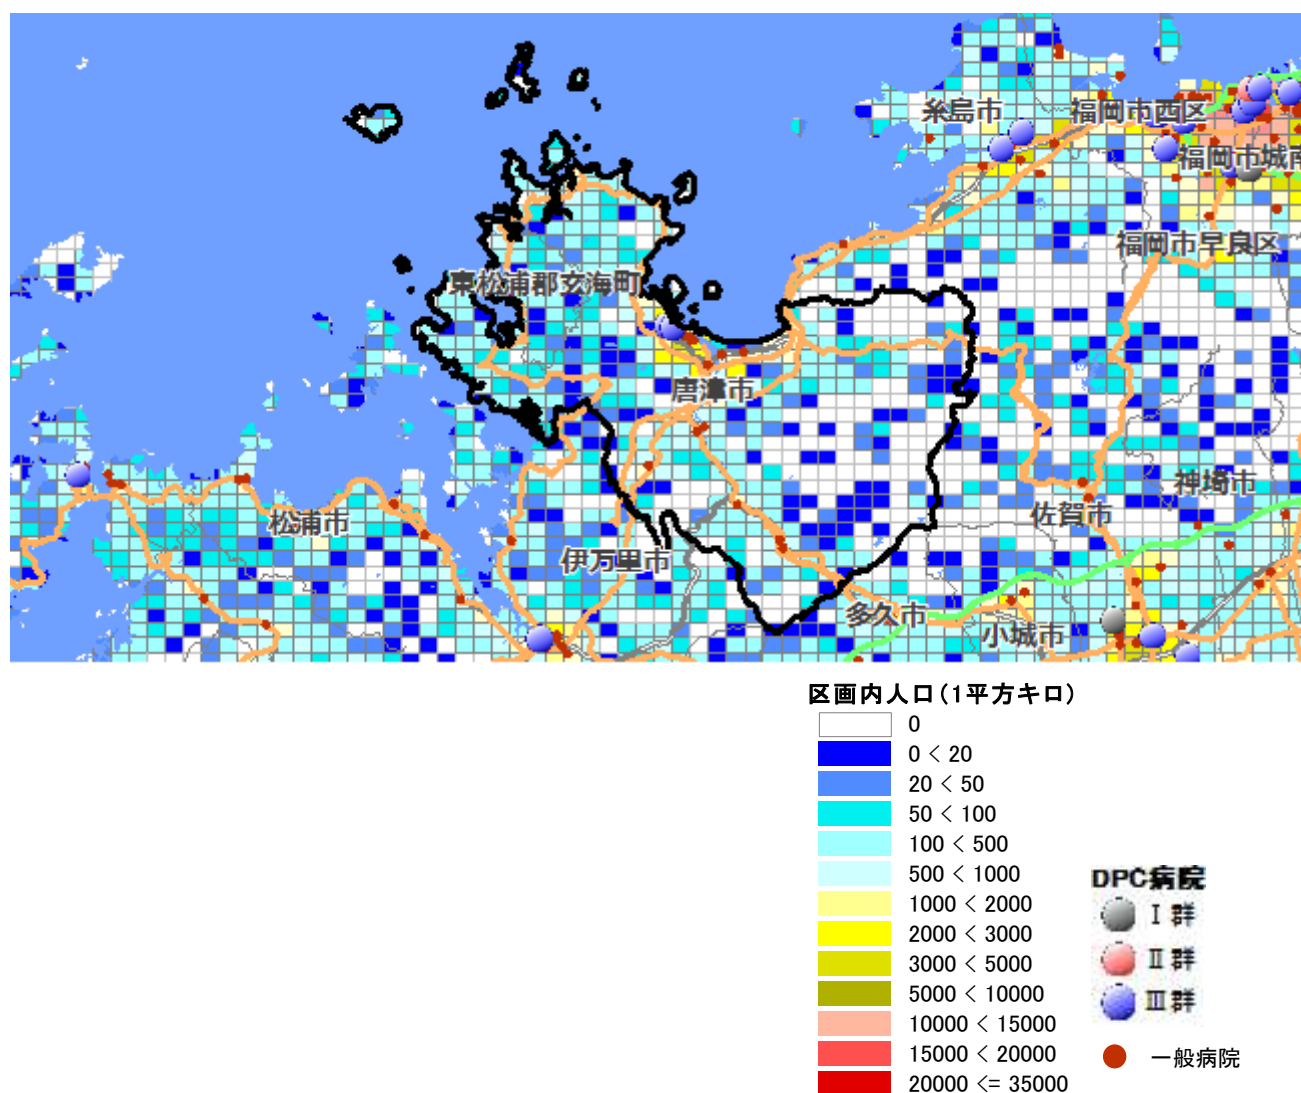 糸島市
福岡市西区
福岡市城南
福岡市早良区
東松浦郡玄海町
唐津市
神埼市
佐賀市
松浦市
伊万里市
多久市
小城市
区画内人口(1平方キロ)
0
0 < 20
20 < 50
50 < 100
100 < 500
500 < 1000
1000 < 2000
2000 < 3000
3000 < 5000
5000 < 10000
10000 < 15000
15000 < 20000
20000 <= 35000
DPC病院
Ⅰ群
Ⅱ群
Ⅲ群
一般病院